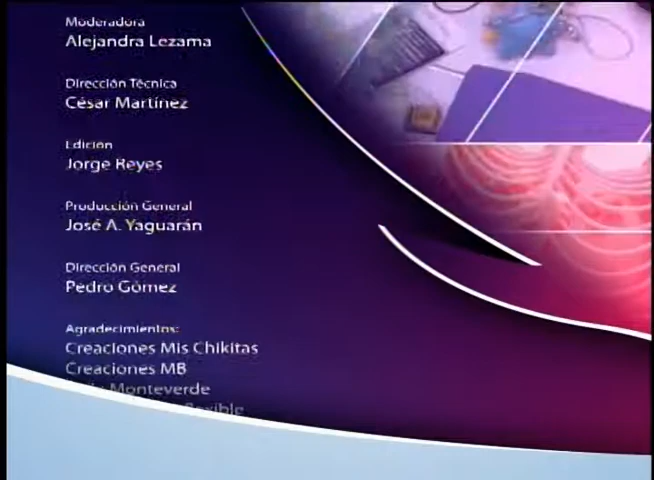 Moderadora
Alejandra Lezama
Dirección Técnica
César Martínez
Edición
Jorge Reyes
Producción General
José A. Yaguarán
Dirección General
Pedro Gómez
Agradecimientos:
Creaciones Mis Chikitas
Creaciones MB
Monteverde